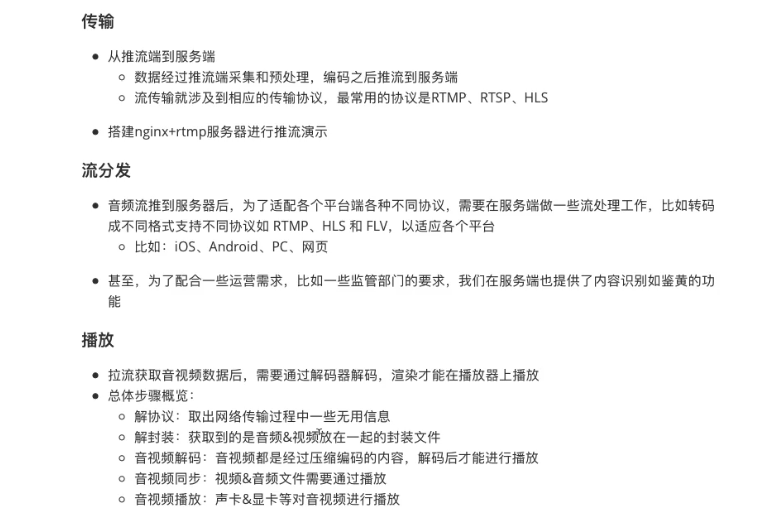 传输
从推流端到服务端
数据经过推流端采集和预处理，编码之后推流到服务端
流传输就涉及到相应的传输协议，最常用的协议是RTMP、RTSP、HLS
搭建nginx+rtmp服务器进行推流演示
流分发
音频流推到服务器后，为了适配各个平台端各种不同协议，需要在服务端做一些流处理工作，比如转码
成不同格式支持不同协议如 RTMP、HLS 和 FLV，以适应各个平台
比如：iOS、Android、PC、网页
甚至，为了配合一些运营需求，比如一些监管部门的要求，我们在服务端也提供了内容识别如鉴黄的功
能
播放
拉流获取音视频数据后，需要通过解码器解码，渲染才能在播放器上播放
总体步骤概览：
解协议：取出网络传输过程中一些无用信息
解封装：获取到的是音频&视频放在一起的封装文件
音视频解码：音视频都是经过压缩编码的内容，解码后才能进行播放
音视频同步：视频&音频文件需要通过播放
音视频播放：声卡&显卡等对音视频进行播放